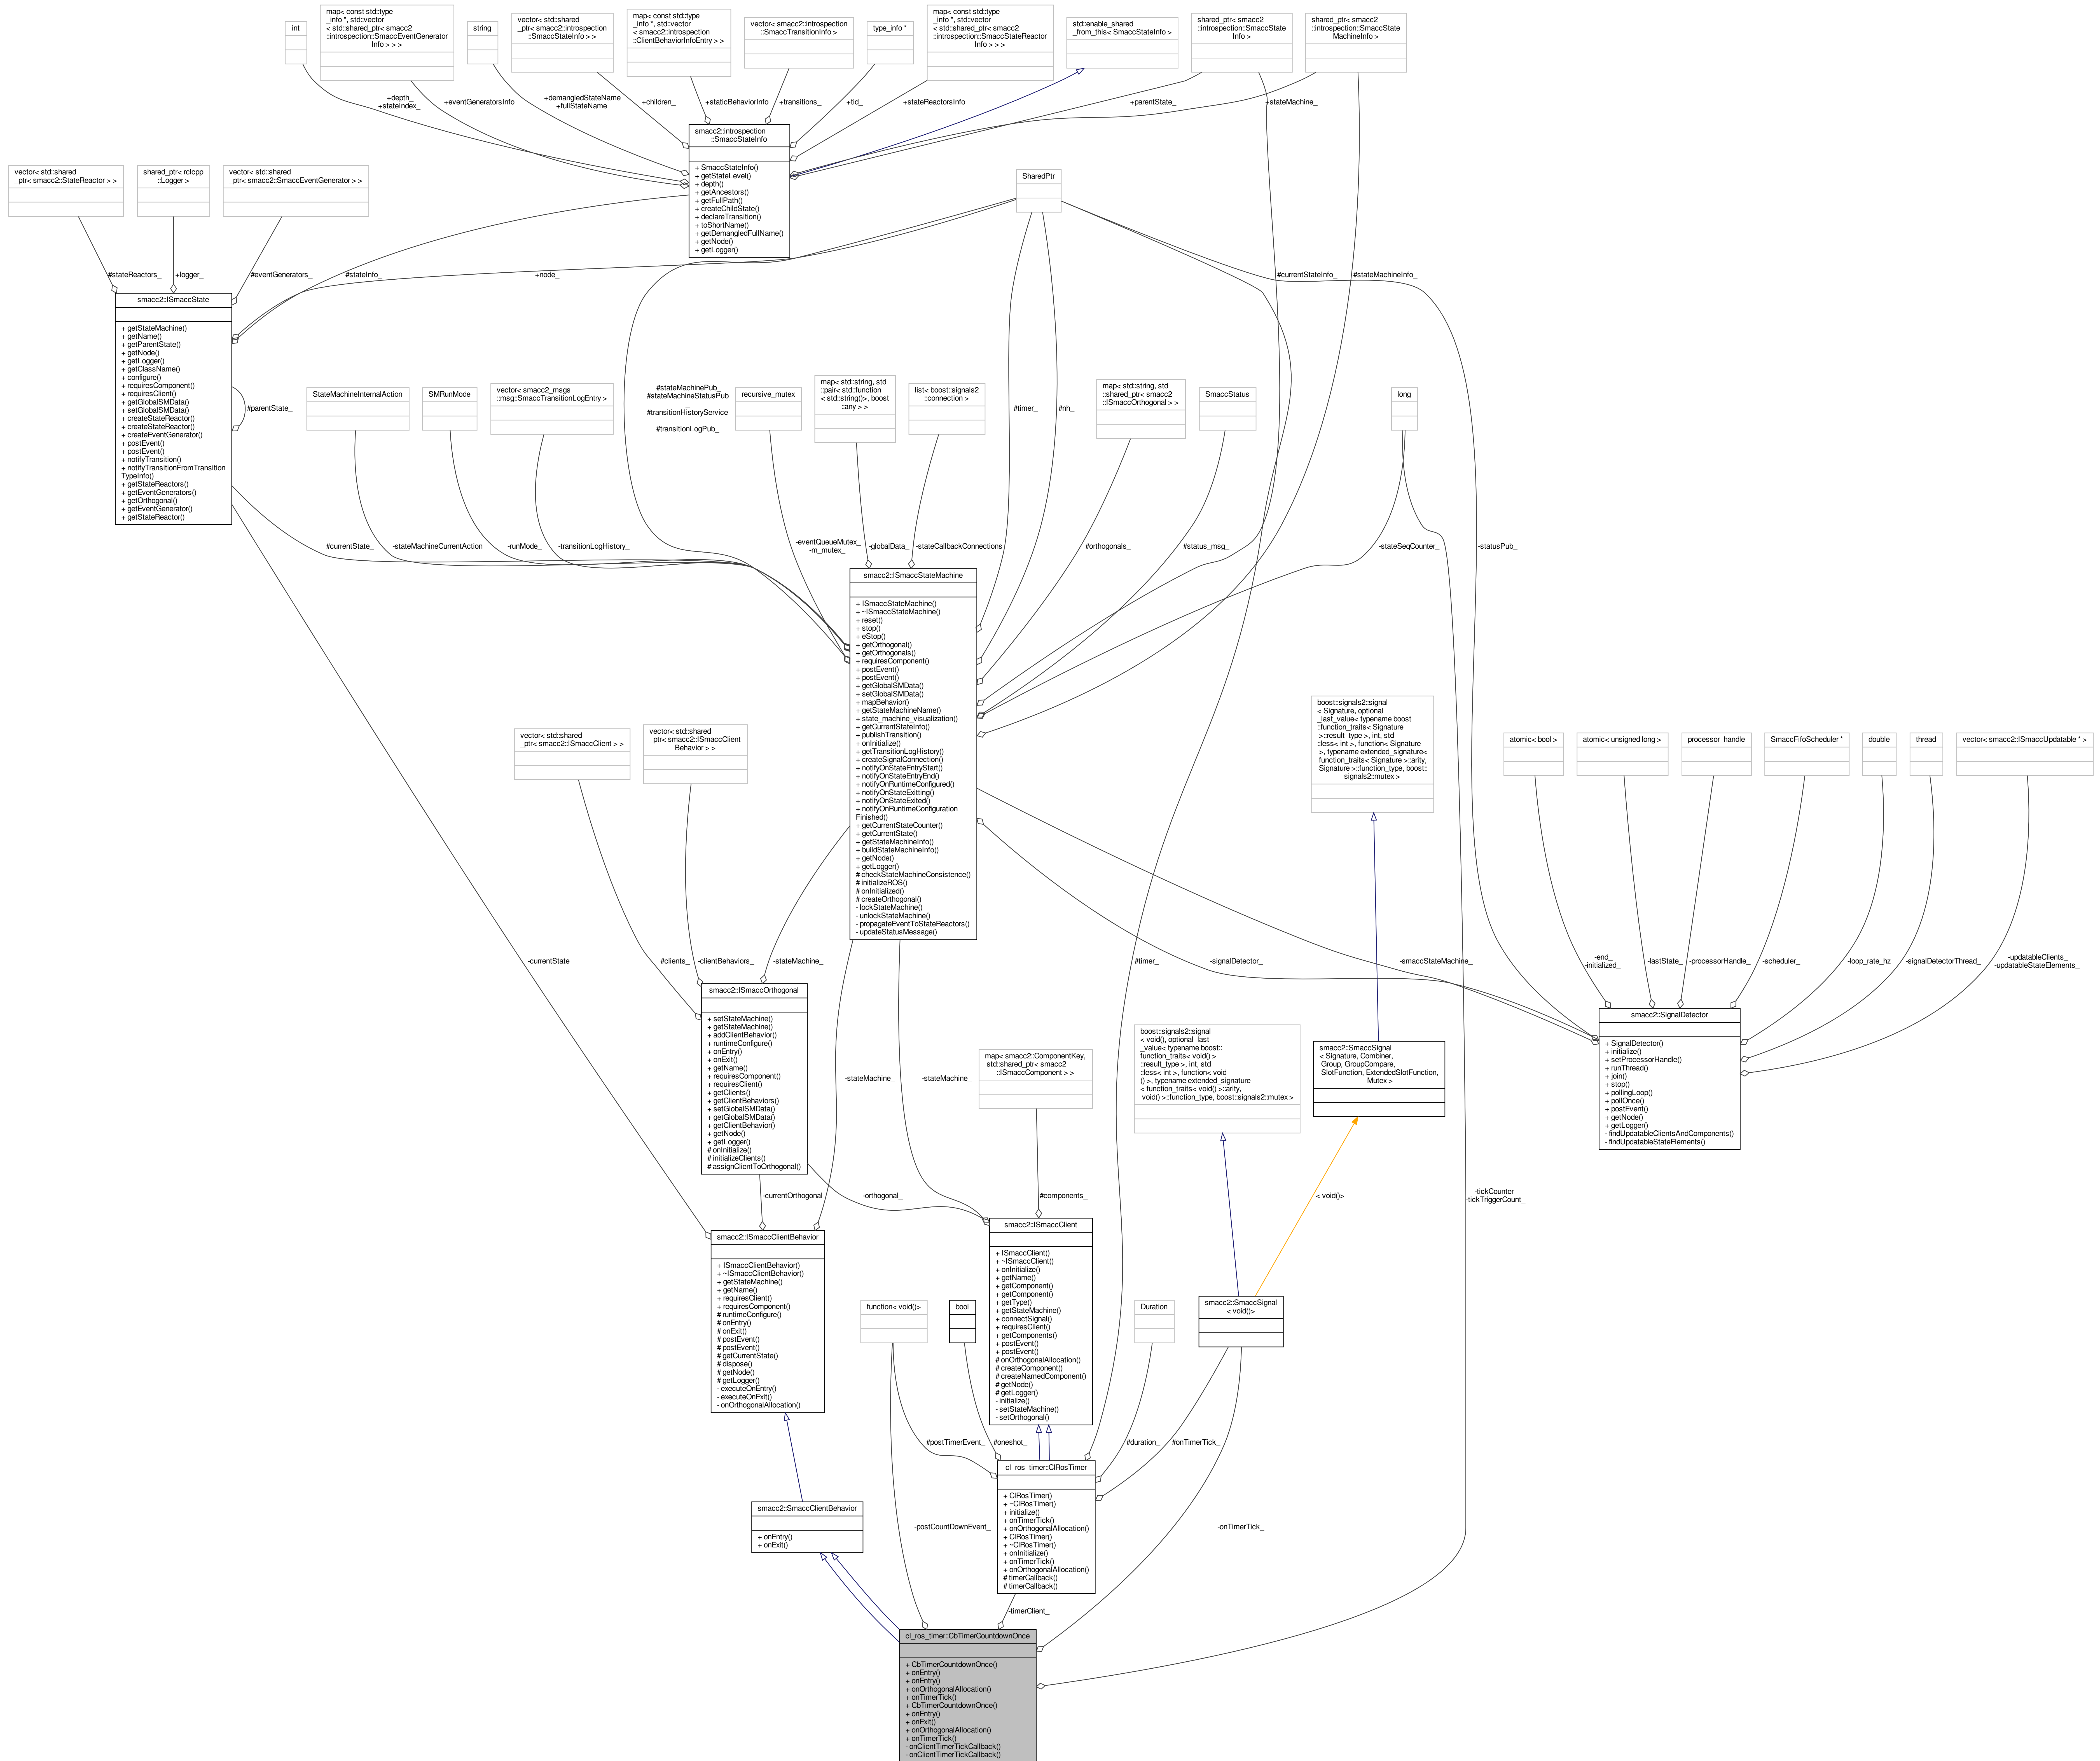 int
map< const std::type
_info *, std::vector
< std::shared_ptr< smacc2
::introspection::SmaccEventGenerator
Info > > >
string
vector< std::shared
_ptr< smacc2::introspection
::SmaccStateInfo > >
map< const std::type
_info *, std::vector
< smacc2::introspection
::ClientBehaviorInfoEntry > >
vector< smacc2::introspection
::SmaccTransitionInfo >
type_info *
map< const std::type
_info *, std::vector
< std::shared_ptr< smacc2
::introspection::SmaccStateReactor
Info > > >
std::enable_shared
_from_this< SmaccStateInfo >
shared_ptr< smacc2
::introspection::SmaccState
Info >
shared_ptr< smacc2
::introspection::SmaccState
MachineInfo >
+depth_
+stateIndex_
+eventGeneratorsInfo
+demangledStateName
+fullStateName
+children_
+staticBehaviorInfo
+transitions_
+tid_
+stateReactorsInfo
+parentState_
+stateMachine_
smacc2::introspection
::SmaccStateInfo
+ SmaccStateInfo()
+ getStateLevel()
+ depth()
+ getAncestors()
+ getFullPath()
+ createChildState()
+ declareTransition()
+ toShortName()
+ getDemangledFullName()
+ getNode()
+ getLogger()
vector< std::shared
_ptr< smacc2::StateReactor > >
shared_ptr< rclcpp
::Logger >
vector< std::shared
_ptr< smacc2::SmaccEventGenerator > >
SharedPtr
#stateReactors_
+logger_
#eventGenerators_
#stateInfo_
+node_
#currentStateInfo_
#stateMachineInfo_
smacc2::ISmaccState
+ getStateMachine()
+ getName()
+ getParentState()
+ getNode()
+ getLogger()
+ getClassName()
+ configure()
+ requiresComponent()
+ requiresClient()
+ getGlobalSMData()
+ setGlobalSMData()
+ createStateReactor()
+ createStateReactor()
+ createEventGenerator()
+ postEvent()
+ postEvent()
+ notifyTransition()
+ notifyTransitionFromTransition
TypeInfo()
+ getStateReactors()
+ getEventGenerators()
+ getOrthogonal()
+ getEventGenerator()
+ getStateReactor()
#parentState_
StateMachineInternalAction
SMRunMode
vector< smacc2_msgs
::msg::SmaccTransitionLogEntry >
#stateMachinePub_
#stateMachineStatusPub
_
#transitionHistoryService
_
#transitionLogPub_
recursive_mutex
map< std::string, std
::pair< std::function
< std::string()>, boost
::any > >
list< boost::signals2
::connection >
#timer_
#nh_
map< std::string, std
::shared_ptr< smacc2
::ISmaccOrthogonal > >
SmaccStatus
long
#currentState_
-stateMachineCurrentAction
-runMode_
-transitionLogHistory_
-eventQueueMutex_
-m_mutex_
-globalData_
-stateCallbackConnections
#orthogonals_
#status_msg_
-stateSeqCounter_
-statusPub_
smacc2::ISmaccStateMachine
+ ISmaccStateMachine()
+ ~ISmaccStateMachine()
+ reset()
+ stop()
+ eStop()
+ getOrthogonal()
+ getOrthogonals()
+ requiresComponent()
+ postEvent()
+ postEvent()
+ getGlobalSMData()
+ setGlobalSMData()
+ mapBehavior()
+ getStateMachineName()
+ state_machine_visualization()
+ getCurrentStateInfo()
+ publishTransition()
+ onInitialize()
+ getTransitionLogHistory()
+ createSignalConnection()
+ notifyOnStateEntryStart()
+ notifyOnStateEntryEnd()
+ notifyOnRuntimeConfigured()
+ notifyOnStateExitting()
+ notifyOnStateExited()
+ notifyOnRuntimeConfiguration
Finished()
+ getCurrentStateCounter()
+ getCurrentState()
+ getStateMachineInfo()
+ buildStateMachineInfo()
+ getNode()
+ getLogger()
# checkStateMachineConsistence()
# initializeROS()
# onInitialized()
# createOrthogonal()
- lockStateMachine()
- unlockStateMachine()
- propagateEventToStateReactors()
- updateStatusMessage()
vector< std::shared
_ptr< smacc2::ISmaccClient > >
vector< std::shared
_ptr< smacc2::ISmaccClient
Behavior > >
boost::signals2::signal
< Signature, optional
_last_value< typename boost
::function_traits< Signature
>::result_type >, int, std
::less< int >, function< Signature
>, typename extended_signature<
function_traits< Signature >::arity,
Signature >::function_type, boost::
signals2::mutex >
atomic< bool >
atomic< unsigned long >
processor_handle
SmaccFifoScheduler *
double
thread
vector< smacc2::ISmaccUpdatable * >
-currentState
#clients_
-clientBehaviors_
-stateMachine_
-signalDetector_
#timer_
-smaccStateMachine_
-end_
-initialized_
-lastState_
-processorHandle_
-scheduler_
-loop_rate_hz
-signalDetectorThread_
-updatableClients_
-updatableStateElements_
smacc2::ISmaccOrthogonal
+ setStateMachine()
+ getStateMachine()
+ addClientBehavior()
+ runtimeConfigure()
+ onEntry()
+ onExit()
+ getName()
+ requiresComponent()
+ requiresClient()
+ getClients()
+ getClientBehaviors()
+ setGlobalSMData()
+ getGlobalSMData()
+ getClientBehavior()
+ getNode()
+ getLogger()
# onInitialize()
# initializeClients()
# assignClientToOrthogonal()
-stateMachine_
-stateMachine_
map< smacc2::ComponentKey,
std::shared_ptr< smacc2
::ISmaccComponent > >
boost::signals2::signal
< void(), optional_last
_value< typename boost::
function_traits< void() >
::result_type >, int, std
::less< int >, function< void
() >, typename extended_signature
< function_traits< void() >::arity,
void() >::function_type, boost::signals2::mutex >
smacc2::SmaccSignal
< Signature, Combiner,
Group, GroupCompare,
SlotFunction, ExtendedSlotFunction,
Mutex >
smacc2::SignalDetector
+ SignalDetector()
+ initialize()
+ setProcessorHandle()
+ runThread()
+ join()
+ stop()
+ pollingLoop()
+ pollOnce()
+ postEvent()
+ getNode()
+ getLogger()
- findUpdatableClientsAndComponents()
- findUpdatableStateElements()
-currentOrthogonal
-orthogonal_
#components_
< void()>
-tickCounter_
-tickTriggerCount_
smacc2::ISmaccClientBehavior
+ ISmaccClientBehavior()
+ ~ISmaccClientBehavior()
+ getStateMachine()
+ getName()
+ requiresClient()
+ requiresComponent()
# runtimeConfigure()
# onEntry()
# onExit()
# postEvent()
# postEvent()
# getCurrentState()
# dispose()
# getNode()
# getLogger()
- executeOnEntry()
- executeOnExit()
- onOrthogonalAllocation()
smacc2::ISmaccClient
+ ISmaccClient()
+ ~ISmaccClient()
+ onInitialize()
+ getName()
+ getComponent()
+ getComponent()
+ getType()
+ getStateMachine()
+ connectSignal()
+ requiresClient()
+ getComponents()
+ postEvent()
+ postEvent()
# onOrthogonalAllocation()
# createComponent()
# createNamedComponent()
# getNode()
# getLogger()
- initialize()
- setStateMachine()
- setOrthogonal()
function< void()>
bool
Duration
smacc2::SmaccSignal
< void()>
#postTimerEvent_
#oneshot_
#duration_
#onTimerTick_
cl_ros_timer::ClRosTimer
+ ClRosTimer()
+ ~ClRosTimer()
+ initialize()
+ onTimerTick()
+ onOrthogonalAllocation()
+ ClRosTimer()
+ ~ClRosTimer()
+ onInitialize()
+ onTimerTick()
+ onOrthogonalAllocation()
# timerCallback()
# timerCallback()
smacc2::SmaccClientBehavior
+ onEntry()
+ onExit()
-postCountDownEvent_
-onTimerTick_
-timerClient_
cl_ros_timer::CbTimerCountdownOnce
+ CbTimerCountdownOnce()
+ onEntry()
+ onEntry()
+ onOrthogonalAllocation()
+ onTimerTick()
+ CbTimerCountdownOnce()
+ onEntry()
+ onExit()
+ onOrthogonalAllocation()
+ onTimerTick()
- onClientTimerTickCallback()
- onClientTimerTickCallback()